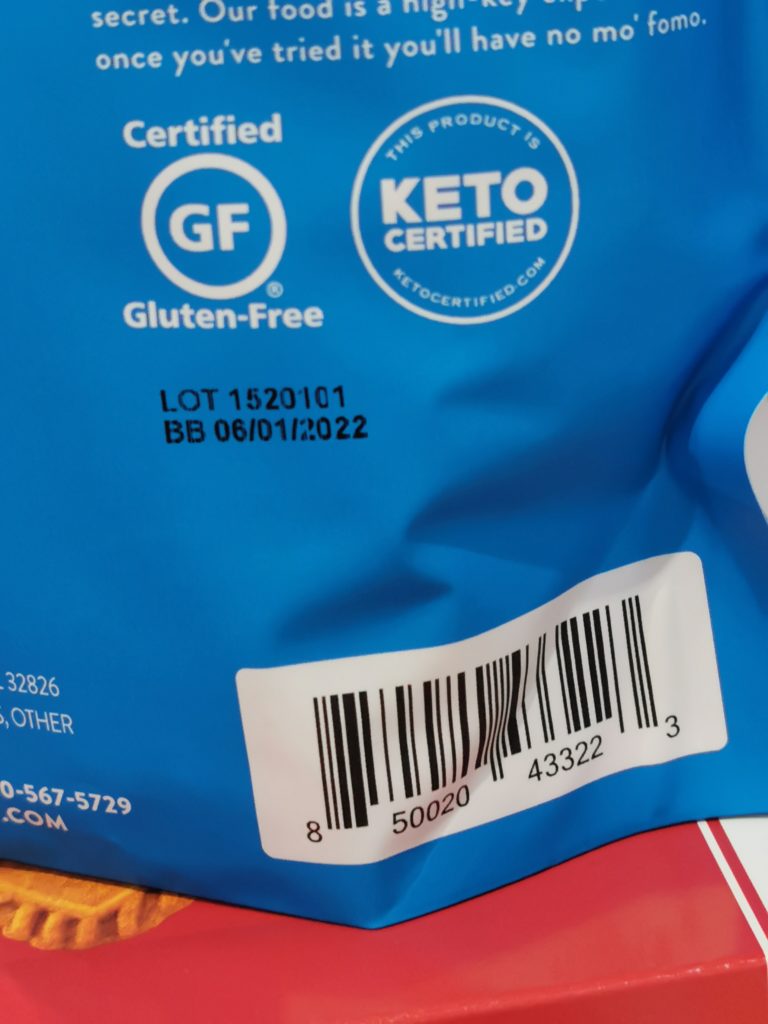 secret. Our food is a high-key
once you've tried it you'll have no mo' fomo.
Certified
GF
®
Gluten-Free
THIS PRODUCT IS
KETO
CERTIFIED
KETOCERTIFIED.COM
LOT 1520101
BB 06/01/2022
32826
, OTHER
0-567-5729
.COM
8 50020 43322 3